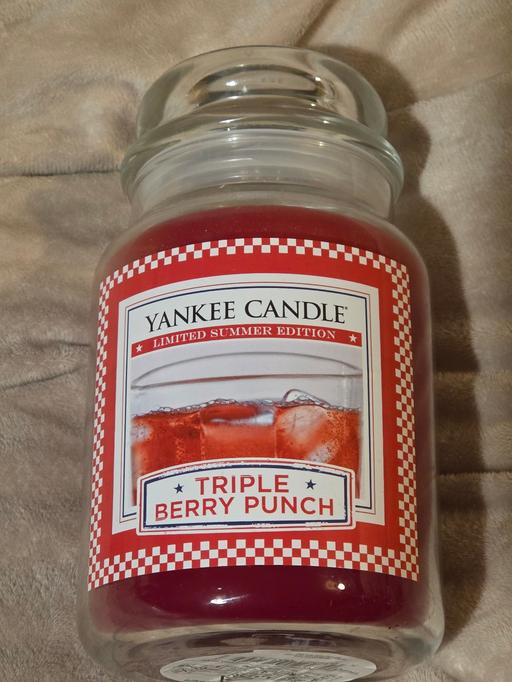 YANKEE CANDLE®
LIMITED SUMMER EDITION
TRIPLE
BERRY PUNCH